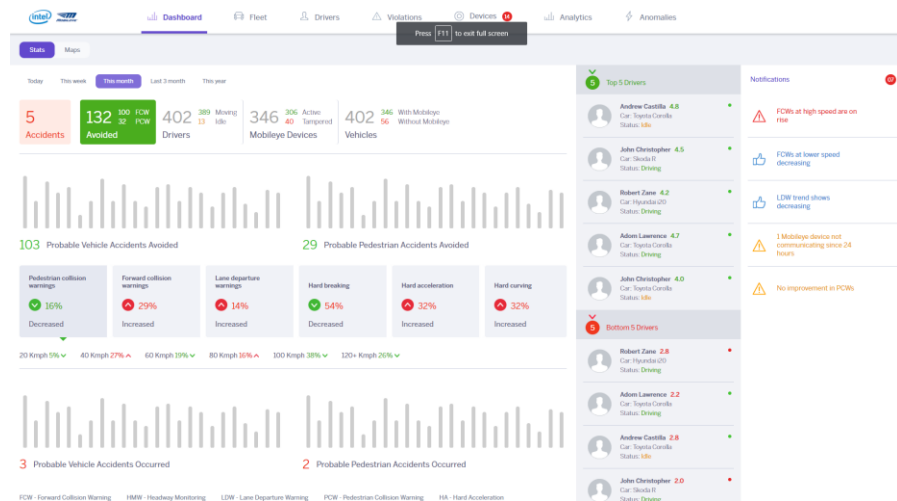 intel
Dashboard
Fleet
Drivers
Violations
Devices 14
Analytics
Anomalies
Press F11 to exit full screen
Stats
Maps
Today
This week
This month
Last 3 month
This year
5
Accidents
132 100 FCW
32 PCW
Avoided
402 389 Moving
13 Idle
Drivers
346 306 Active
40 Tampered
Mobileye Devices
402 346 With Mobileye
56 Without Mobileye
Vehicles
103 Probable Vehicle Accidents Avoided
29 Probable Pedestrian Accidents Avoided
Pedestrian collision
warnings
16%
Decreased
Forward collision
warnings
29%
Increased
Lane departure
warnings
14%
Increased
Hard breaking
54%
Decreased
Hard acceleration
32%
Increased
Hard curving
32%
Increased
20 Kmph 5%
40 Kmph 27%
60 Kmph 19%
80 Kmph 16%
100 Kmph 38%
120+ Kmph 26%
3 Probable Vehicle Accidents Occurred
2 Probable Pedestrian Accidents Occurred
FCW - Forward Collision Warning
HMW - Headway Monitoring
LDW - Lane Departure Warning
PCW - Pedestrian Collision Warning
HA - Hard Acceleration
5 Top 5 Drivers
Andrew Castilla 4.8
Car: Toyota Corolla
Status: Idle
John Christopher 4.5
Car: Skoda R
Status: Driving
Robert Zane 4.2
Car: Hyundai i20
Status: Driving
Adom Lawrence 4.7
Car: Toyota Corolla
Status: Driving
John Christopher 4.0
Car: Toyota Corolla
Status: Idle
5 Bottom 5 Drivers
Robert Zane 2.8
Car: Hyundai i20
Status: Driving
Adom Lawrence 2.2
Car: Toyota Corolla
Status: Driving
Andrew Castilla 2.8
Car: Toyota Corolla
Status: Idle
John Christopher 2.0
Car: Skoda R
Status: Driving
Notifications 07
FCWs at high speed are on
rise
FCWs at lower speed
decreasing
LDW trend shows
decreasing
1 Mobileye device not
communicating since 24
hours
No improvement in PCWs